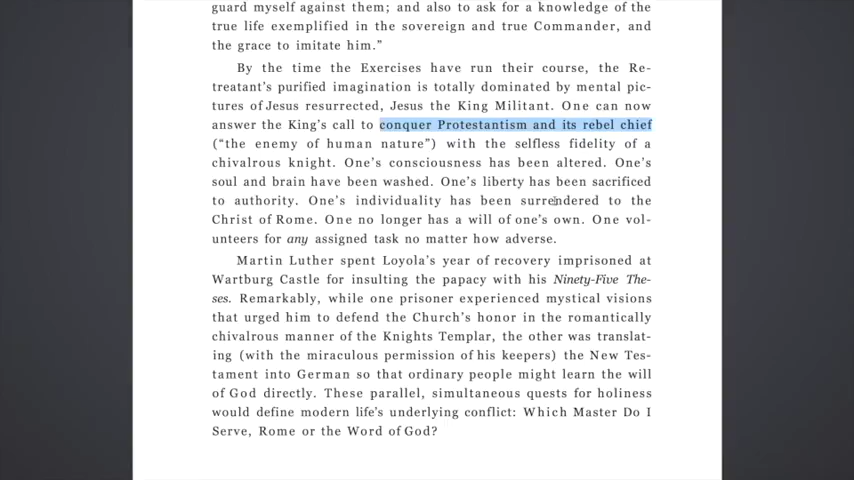 guard myself against them; and also to ask for a knowledge of the
true life exemplified in the sovereign and true Commander, and
the grace to imitate him.”
By the time the Exercises have run their course, the Re-
treatant’s purified imagination is totally dominated by mental pic-
tures of Jesus resurrected, Jesus the King Militant. One can now
answer the King’s call to conquer Protestantism and its rebel chief
(“the enemy of human nature”) with the selfless fidelity of a
chivalrous knight. One’s consciousness has been altered. One’s
soul and brain have been washed. One’s liberty has been sacrificed
to authority. One’s individuality has been surrendered to the
Christ of Rome. One no longer has a will of one’s own. One vol-
unteers for any assigned task no matter how adverse.
Martin Luther spent Loyola’s year of recovery imprisoned at
Wartburg Castle for insulting the papacy with his Ninety-Five The-
ses. Remarkably, while one prisoner experienced mystical visions
that urged him to defend the Church’s honor in the romantically
chivalrous manner of the Knights Templar, the other was translat-
ing (with the miraculous permission of his keepers) the New Tes-
tament into German so that ordinary people might learn the will
of God directly. These parallel, simultaneous quests for holiness
would define modern life’s underlying conflict: Which Master Do I
Serve, Rome or the Word of God?